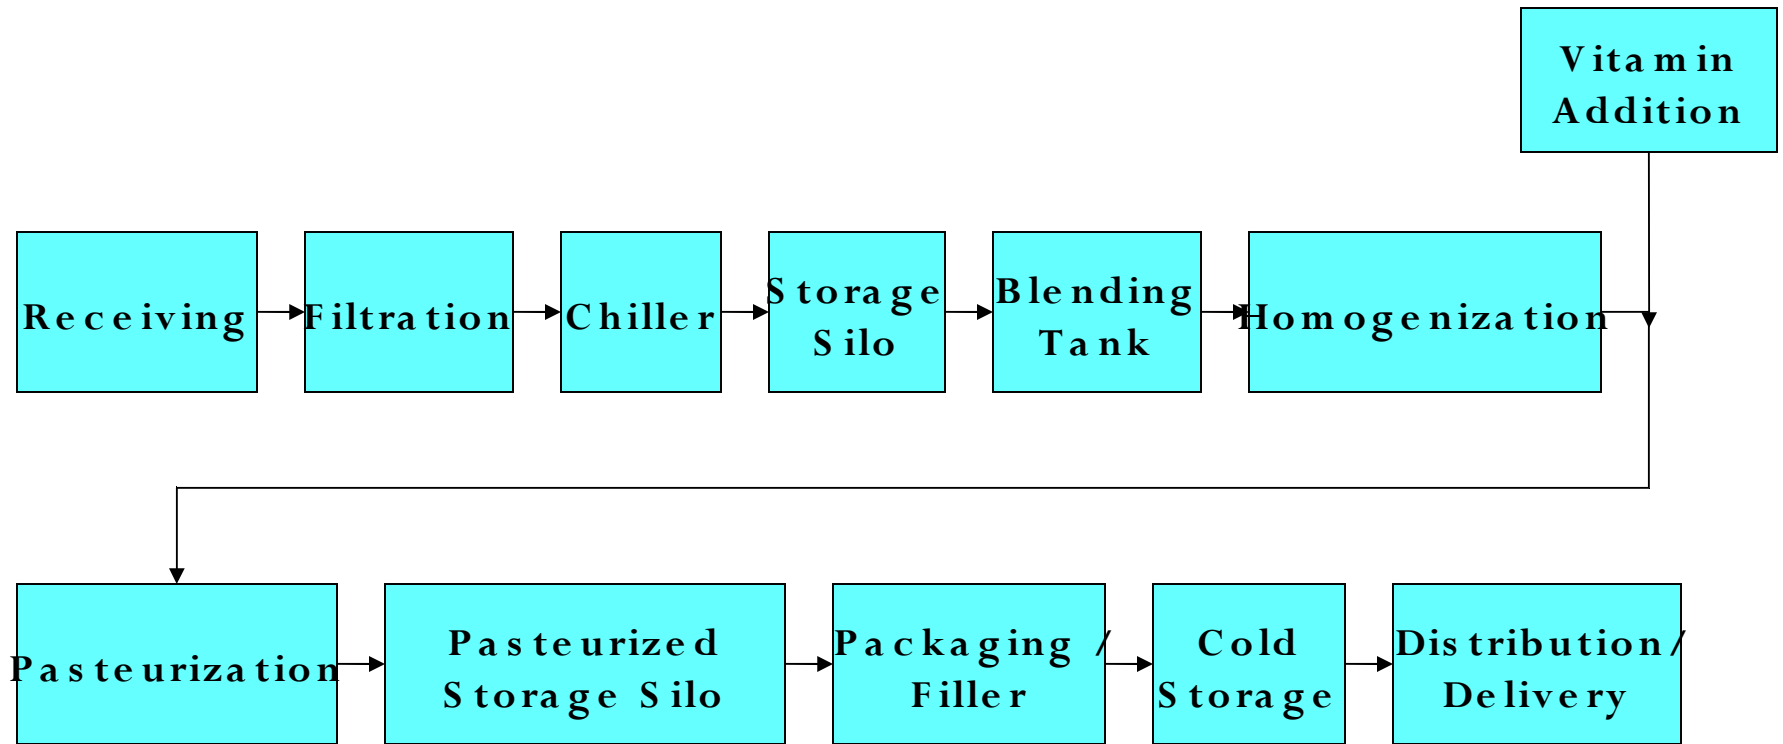 Vitamin
Addition
Receiving
Filtration
Chiller
Storage
Silo
Blending
Tank
Homogenization
Pasteurization
Pasteurized
Storage Silo
Packaging /
Filler
Cold
Storage
Distribution/
Delivery